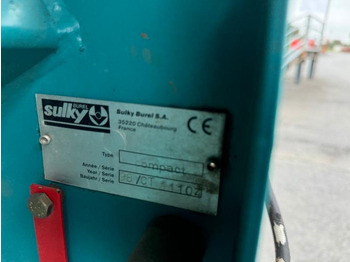 sulky BUREL
Sulky Burel S.A.
35220 Châteaubourg
France
CE
Type
Compact
Année / Série
Year / Serie
Baujahr / Serie